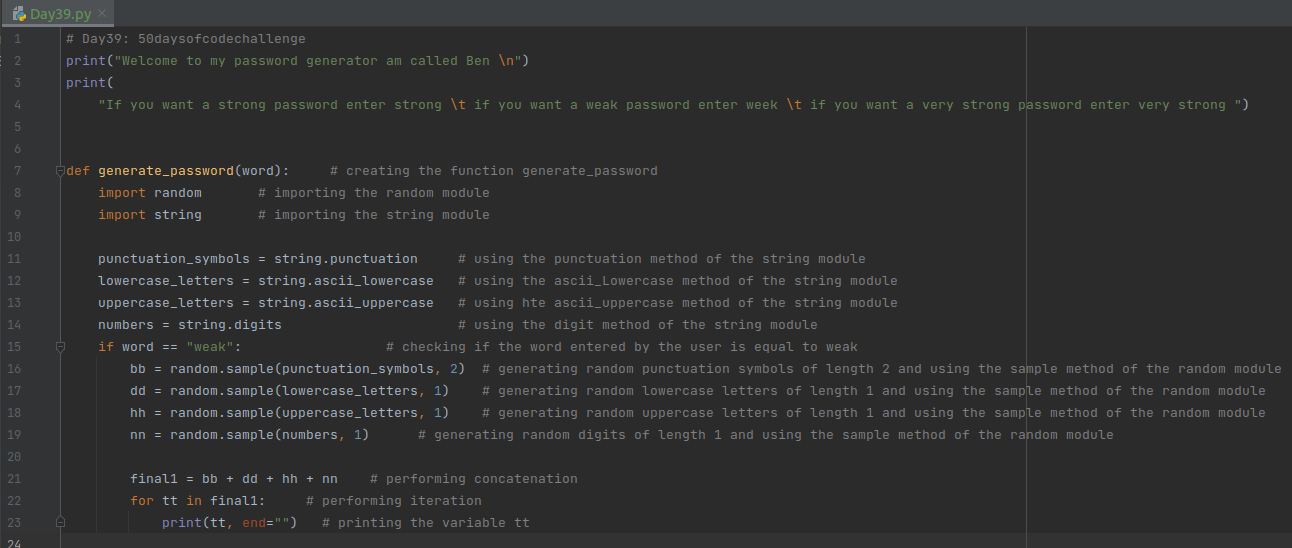 Day39.py ×
1 # Day39: 50daysofcodechallenge
2 print("Welcome to my password generator am called Ben \n")
3 print(
4     "If you want a strong password enter strong \t if you want a weak password enter week \t if you want a very strong password enter very strong ")
5
6
7 def generate_password(word):     # creating the function generate_password
8     import random       # importing the random module
9     import string       # importing the string module
10
11     punctuation_symbols = string.punctuation     # using the punctuation method of the string module
12     lowercase_letters = string.ascii_lowercase   # using the ascii_Lowercase method of the string module
13     uppercase_letters = string.ascii_uppercase   # using hte ascii_uppercase method of the string module
14     numbers = string.digits                      # using the digit method of the string module
15     if word == "weak":                  # checking if the word entered by the user is equal to weak
16         bb = random.sample(punctuation_symbols, 2)  # generating random punctuation symbols of length 2 and using the sample method of the random module
17         dd = random.sample(lowercase_letters, 1)    # generating random lowercase letters of length 1 and using the sample method of the random module
18         hh = random.sample(uppercase_letters, 1)    # generating random uppercase letters of length 1 and using the sample method of the random module
19         nn = random.sample(numbers, 1)      # generating random digits of length 1 and using the sample method of the random module
20
21         final1 = bb + dd + hh + nn    # performing concatenation
22         for tt in final1:     # performing iteration
23             print(tt, end="")   # printing the variable tt
24